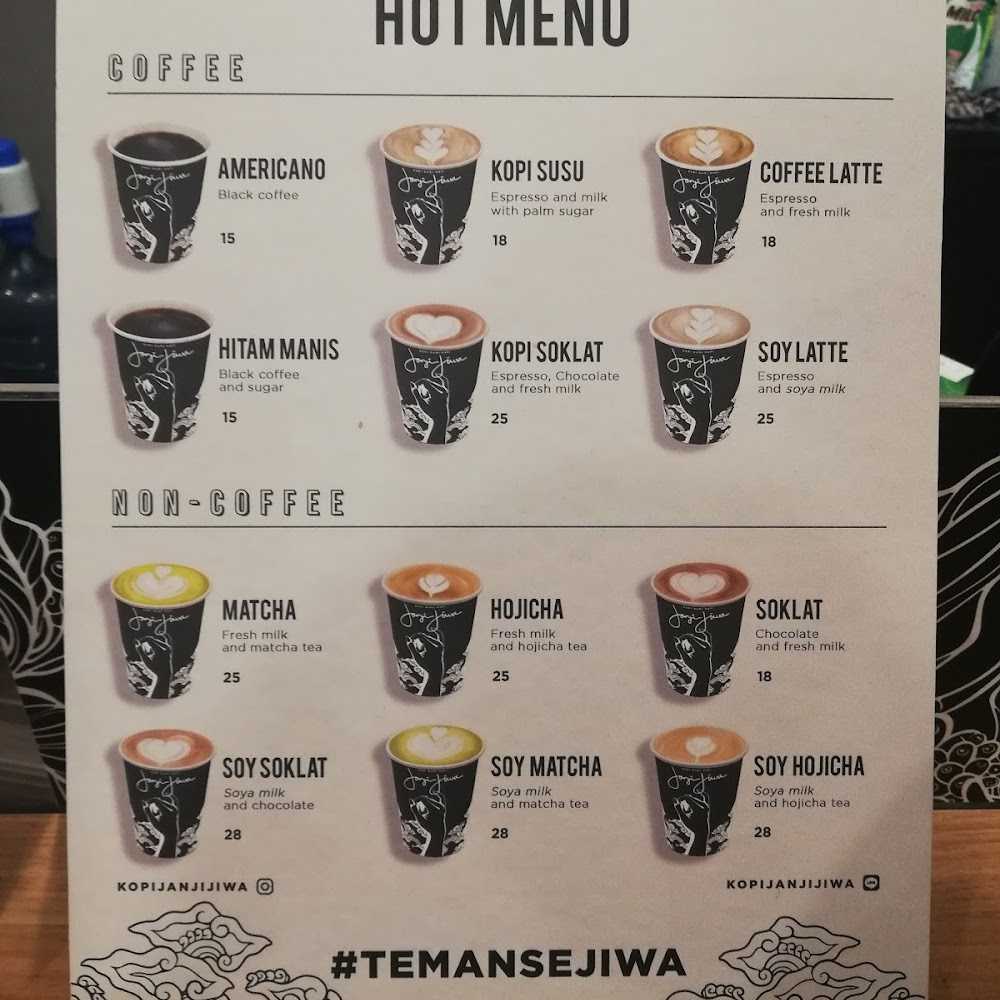 HOT MENU
COFFEE
AMERICANO
Black coffee
15
KOPI SUSU
Espresso and milk
with palm sugar
18
COFFEE LATTE
Espresso
and fresh milk
18
HITAM MANIS
Black coffee
and sugar
15
KOPI SOKLAT
Espresso, Chocolate
and fresh milk
25
SOY LATTE
Espresso
and soya milk
25
NON-COFFEE
MATCHA
Fresh milk
and matcha tea
25
HOJICHA
Fresh milk
and hojicha tea
25
SOKLAT
Chocolate
and fresh milk
18
SOY SOKLAT
Soya milk
and chocolate
28
SOY MATCHA
Soya milk
and matcha tea
28
SOY HOJICHA
Soya milk
and hojicha tea
28
KOPIJANJIJIWA
KOPIJANJIJIWA
#TEMANSEJIWA